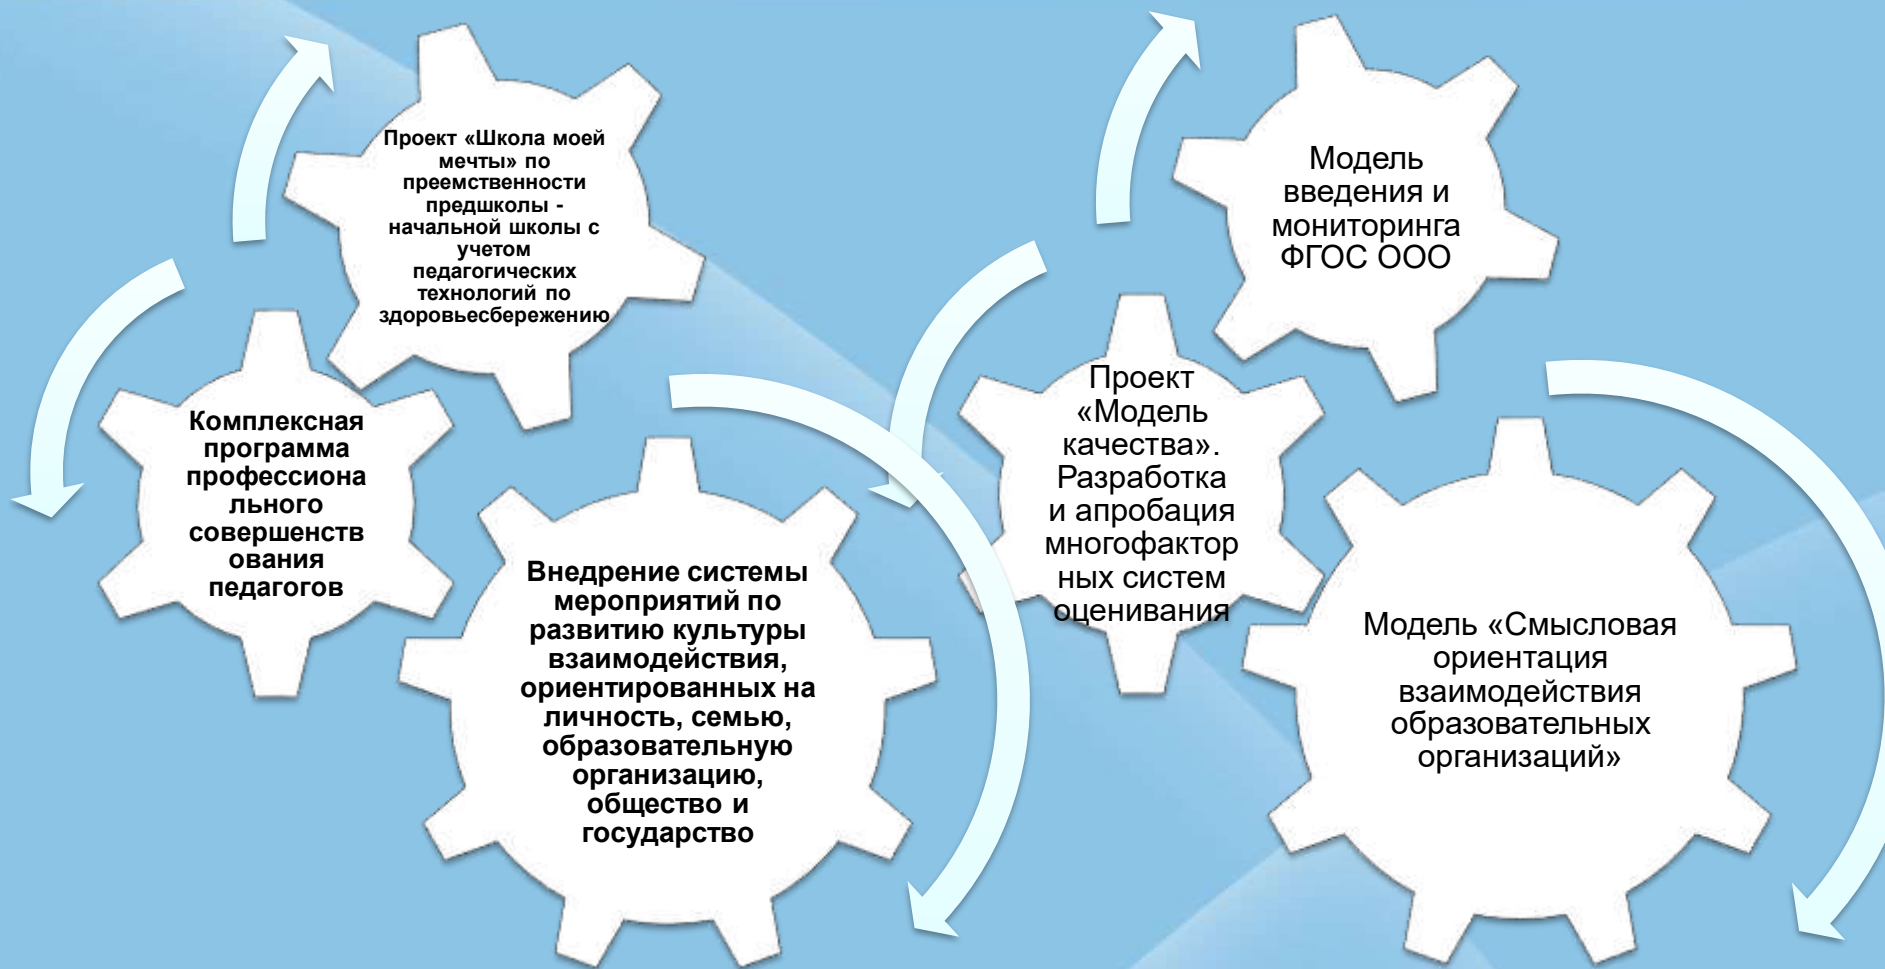 Проект «Школа моей
мечты» по
преемственности
предшколы -
начальной школы с
учетом
педагогических
технологий по
здоровьесбережению
Комплексная
программа
профессиона
льного
совершенств
ования
педагогов
Внедрение системы
мероприятий по
развитию культуры
взаимодействия,
ориентированных на
личность, семью,
образовательную
организацию,
общество и
государство
Модель
введения и
мониторинга
ФГОС ООО
Проект
«Модель
качества».
Разработка
и апробация
многофактор
ных систем
оценивания
Модель «Смысловая
ориентация
взаимодействия
образовательных
организаций»